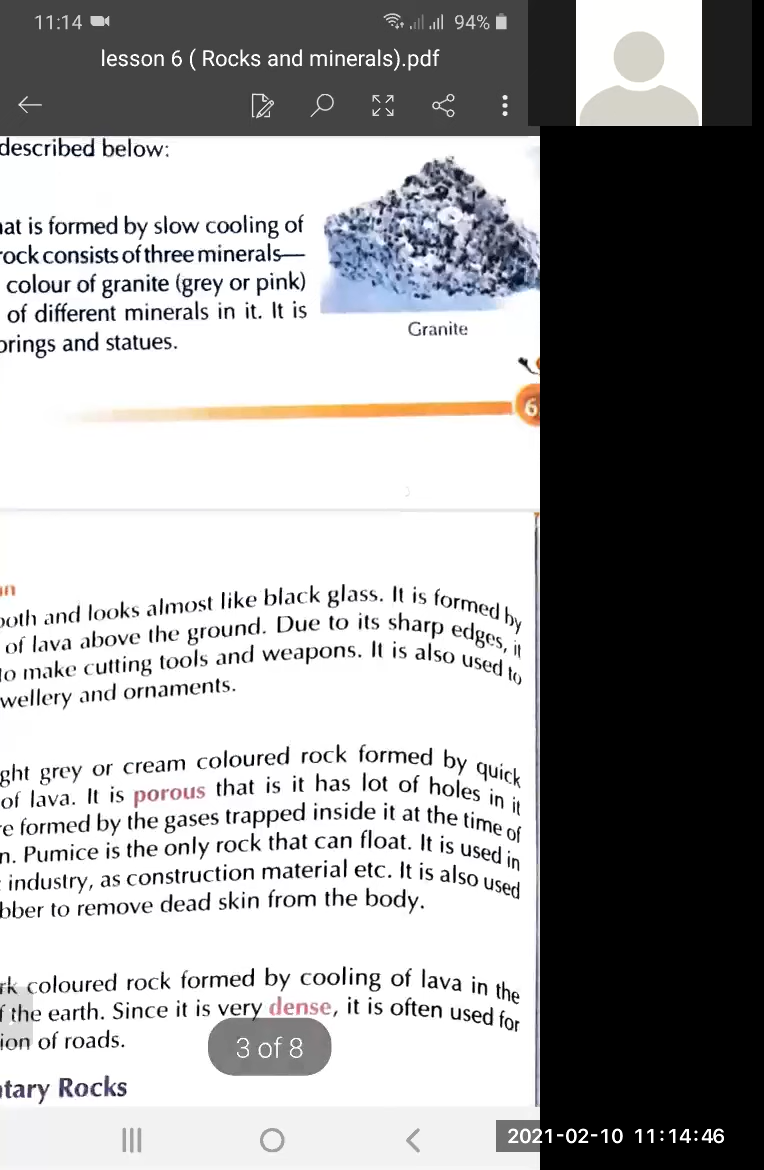 11:14 94%
lesson 6 ( Rocks and minerals).pdf
described below:
hat is formed by slow cooling of
rock consists of three minerals—
colour of granite (grey or pink)
of different minerals in it. It is
orings and statues.
Granite
6
an
ooth and looks almost like black glass. It is formed by
of lava above the ground. Due to its sharp edges, it
to make cutting tools and weapons. It is also used to
wellery and ornaments.
ght grey or cream coloured rock formed by quick
of lava. It is porous that is it has lot of holes in it
re formed by the gases trapped inside it at the time of
n. Pumice is the only rock that can float. It is used in
industry, as construction material etc. It is also used
bber to remove dead skin from the body.
rk coloured rock formed by cooling of lava in the
f the earth. Since it is very dense, it is often used for
ion of roads.
3 of 8
tary Rocks
2021-02-10 11:14:46